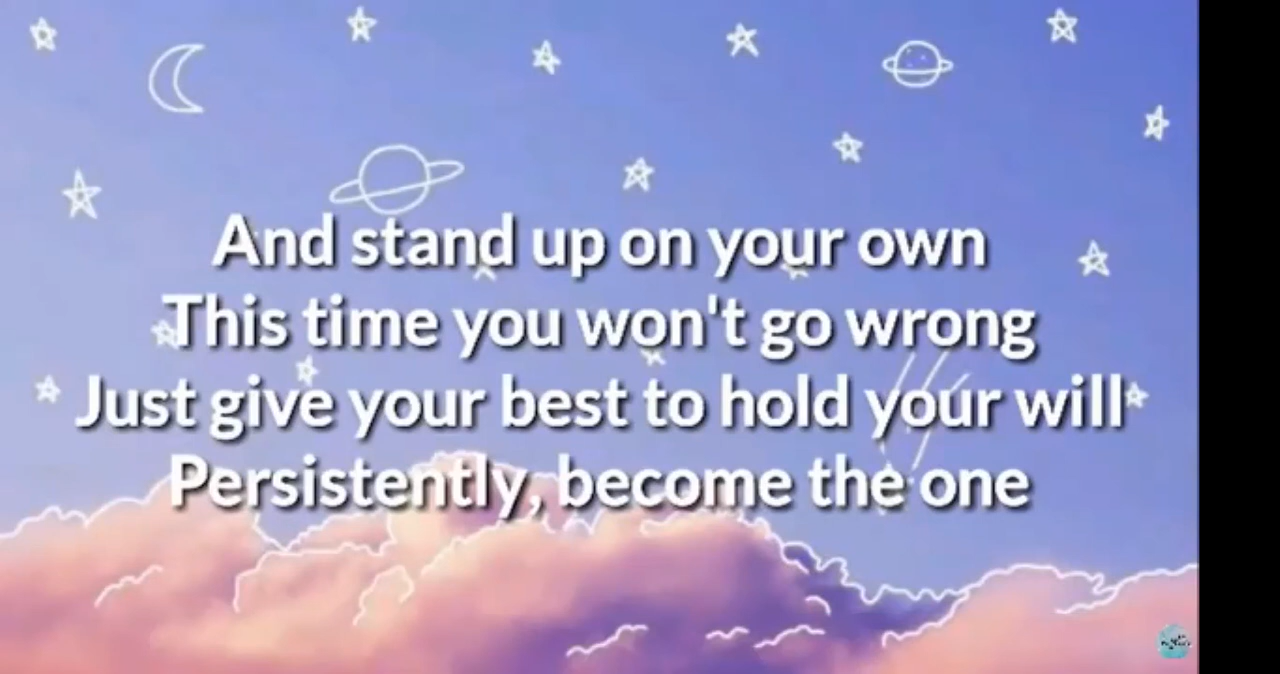 And stand up on your own
This time you won't go wrong
Just give your best to hold your will
Persistently, become the one